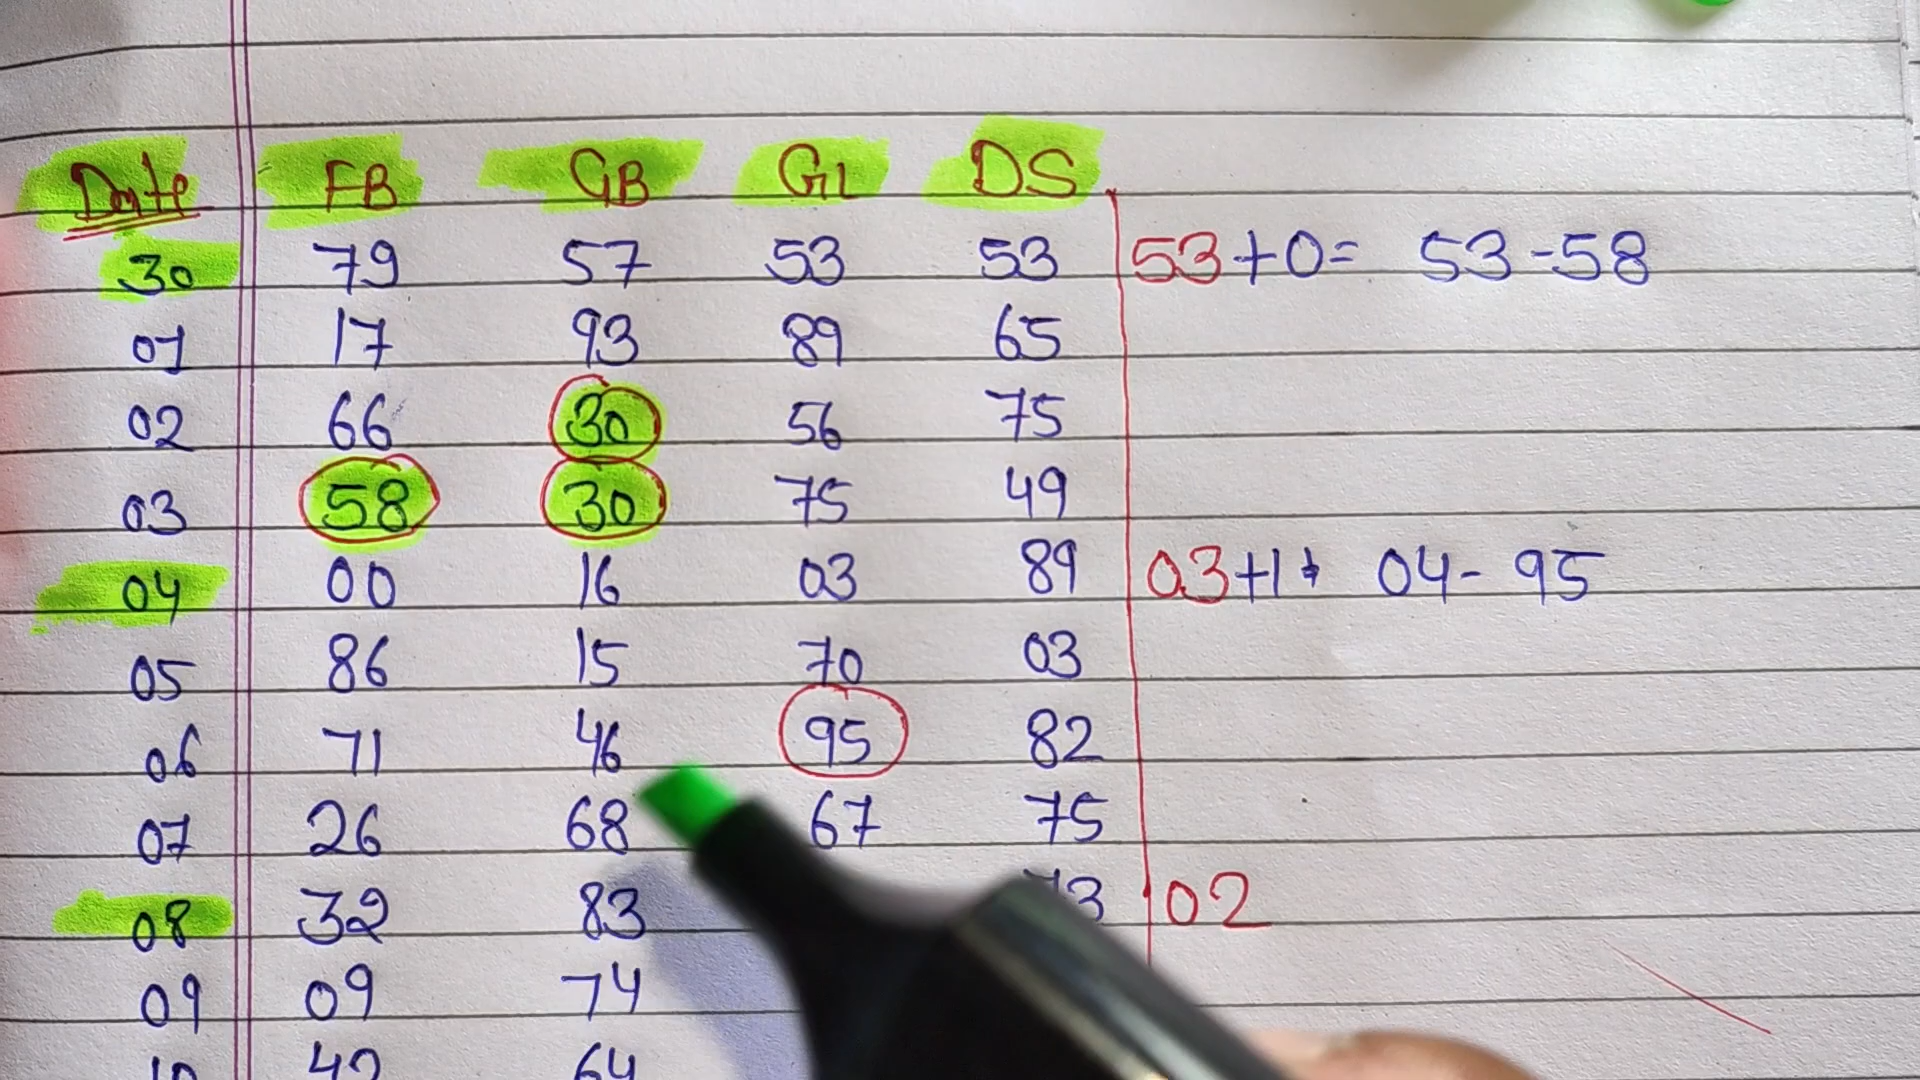 Date FB GB GL DS
30 79 57 53 53 53+0= 53-58
01 17 93 89 65
02 66 30 56 75
03 58 30 75 49
04 00 16 03 89 03+1+ 04-95
05 86 15 70 03
06 71 46 95 82
07 26 68 67 75
08 32 83 02
09 09 74
10 64